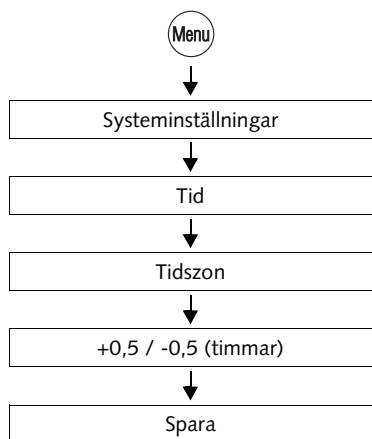 Menu
Systeminställningar
Tid
Tidszon
+0,5 / -0,5 (timmar)
Spara